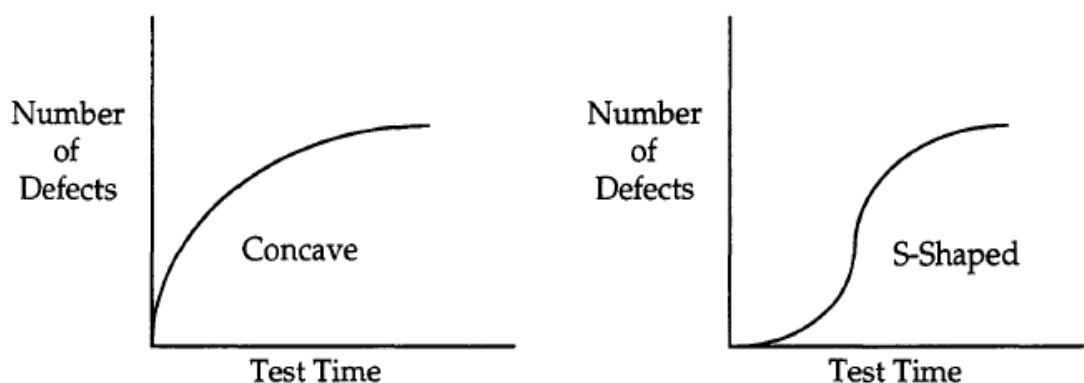 Number
of
Defects
Concave
Test Time
Number
of
Defects
S-Shaped
Test Time